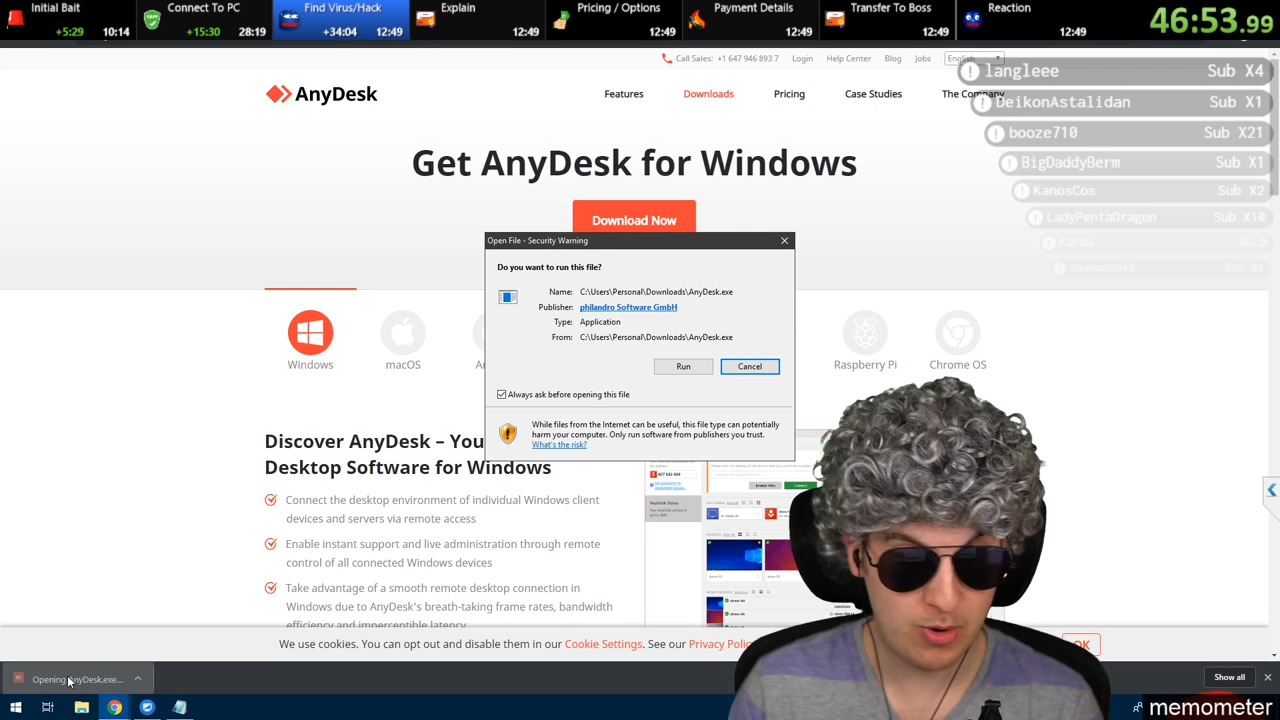 Initial Bait
+5:29 10:14
Connect To PC
+15:30 28:19
Find Virus/Hack
+34:04 12:49
Explain
12:49
Pricing / Options
12:49
Payment Details
12:49
Transfer To Boss
12:49
Reaction
12:49
46:53.99
Call Sales: +1 647 946 893 7 Login Help Center Blog Jobs English
AnyDesk
Features Downloads Pricing Case Studies The Company
langleee Sub X4
DeikonAstalidan Sub X1
booze710 Sub X21
BigDaddyBerm Sub X1
KanosCos Sub X2
LadyPentaDragon Sub X10
Get AnyDesk for Windows
Download Now
Open File - Security Warning
Do you want to run this file?
Name: C:\Users\Personal\Downloads\AnyDesk.exe
Publisher: philandro Software GmbH
Type: Application
From: C:\Users\Personal\Downloads\AnyDesk.exe
Run Cancel
Always ask before opening this file
While files from the Internet can be useful, this file type can potentially
harm your computer. Only run software from publishers you trust.
What's the risk?
Windows macOS Raspberry Pi Chrome OS
Discover AnyDesk – You
Desktop Software for Windows
Connect the desktop environment of individual Windows client
devices and servers via remote access
Enable instant support and live administration through remote
control of all connected Windows devices
Take advantage of a smooth remote desktop connection in
Windows due to AnyDesk's breath-taking frame rates, bandwidth
efficiency and imperceptible latency
We use cookies. You can opt out and disable them in our Cookie Settings. See our Privacy Polic
OK
Opening AnyDesk.exe...
Show all
memometer